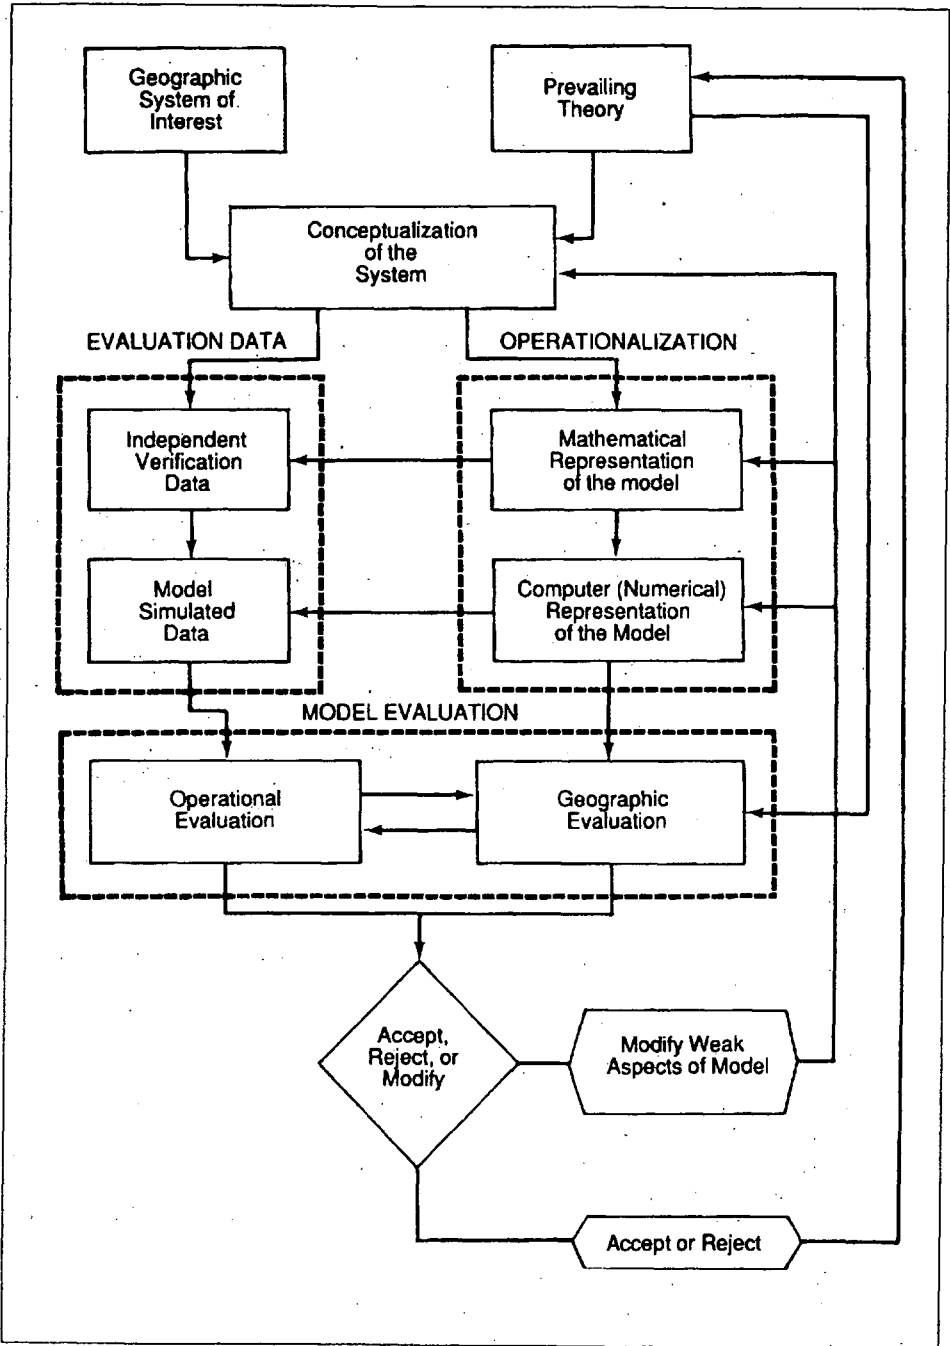 Geographic
System of
Interest
Prevailing
Theory
Conceptualization
of the
System
EVALUATION DATA
OPERATIONALIZATION
Independent
Verification
Data
Mathematical
Representation
of the model
Model
Simulated
Data
Computer (Numerical)
Representation
of the Model
MODEL EVALUATION
Operational
Evaluation
Geographic
Evaluation
Accept,
Reject, or
Modify
Modify Weak
Aspects of Model
Accept or Reject